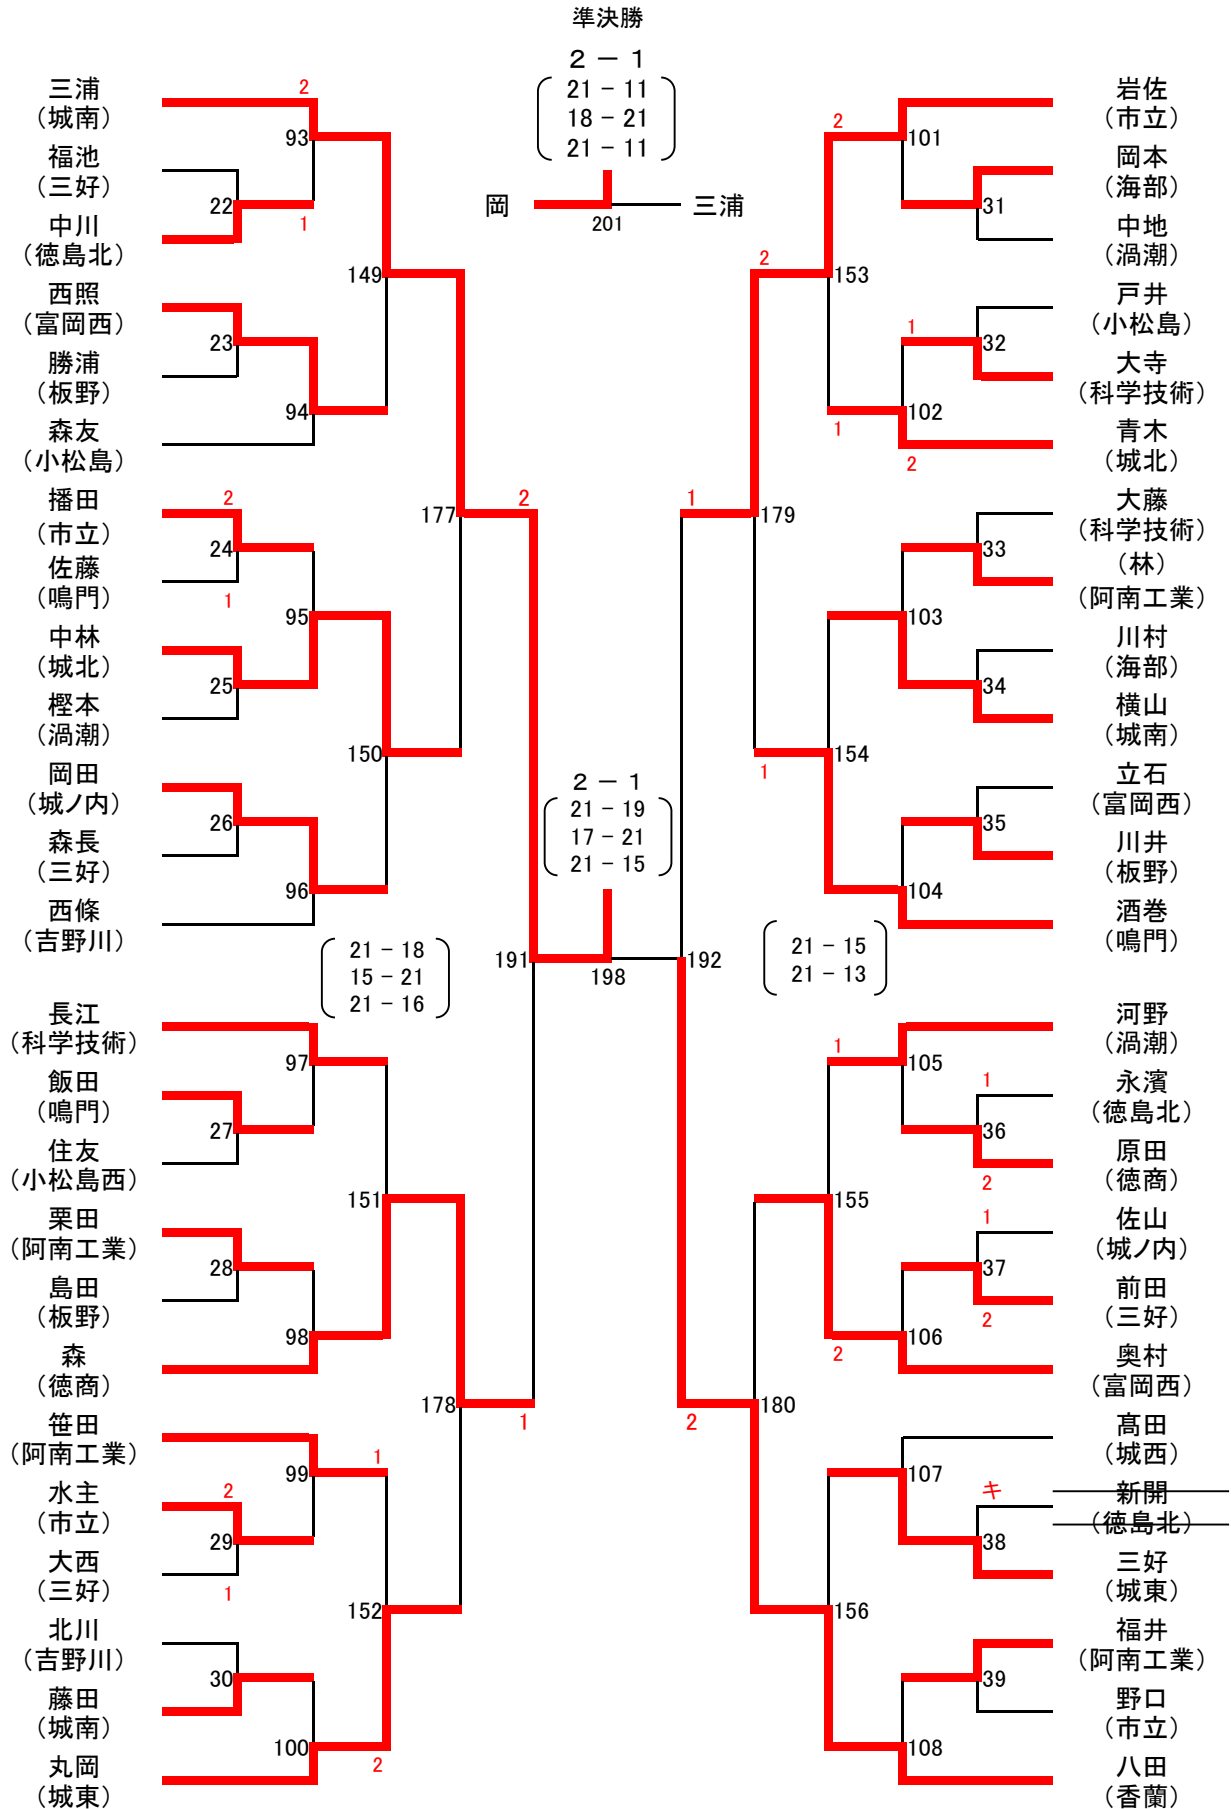 準決勝
2 − 1
21 − 11
18 − 21
21 − 11
岡
三浦
201
三浦
(城南)
2
93
福池
(三好)
22
中川
(徳島北)
1
149
西照
(富岡西)
23
勝浦
(板野)
94
森友
(小松島)
177
2
播田
(市立)
2
24
佐藤
(鳴門)
1
95
中林
(城北)
25
樫本
(渦潮)
150
岡田
(城ノ内)
26
森長
(三好)
96
西條
(吉野川)
21 − 18
15 − 21
21 − 16
191
長江
(科学技術)
97
飯田
(鳴門)
27
住友
(小松島西)
151
栗田
(阿南工業)
28
島田
(板野)
98
森
(徳商)
178
1
笹田
(阿南工業)
1
99
水主
(市立)
2
29
大西
(三好)
1
152
北川
(吉野川)
30
藤田
(城南)
100
2
丸岡
(城東)
2 − 1
21 − 19
17 − 21
21 − 15
198
岩佐
(市立)
2
101
岡本
(海部)
31
中地
(渦潮)
2
153
戸井
(小松島)
1
32
大寺
(科学技術)
102
1
青木
(城北)
2
1
179
大藤
(科学技術)
33
(林)
(阿南工業)
103
川村
(海部)
34
横山
(城南)
154
1
立石
(富岡西)
35
川井
(板野)
104
酒巻
(鳴門)
21 − 15
21 − 13
192
河野
(渦潮)
1
105
永濱
(徳島北)
1
36
原田
(徳商)
2
155
佐山
(城ノ内)
1
37
前田
(三好)
2
106
2
奥村
(富岡西)
180
2
髙田
(城西)
107
新開
(徳島北)
キ
38
三好
(城東)
156
福井
(阿南工業)
39
野口
(市立)
108
八田
(香蘭)